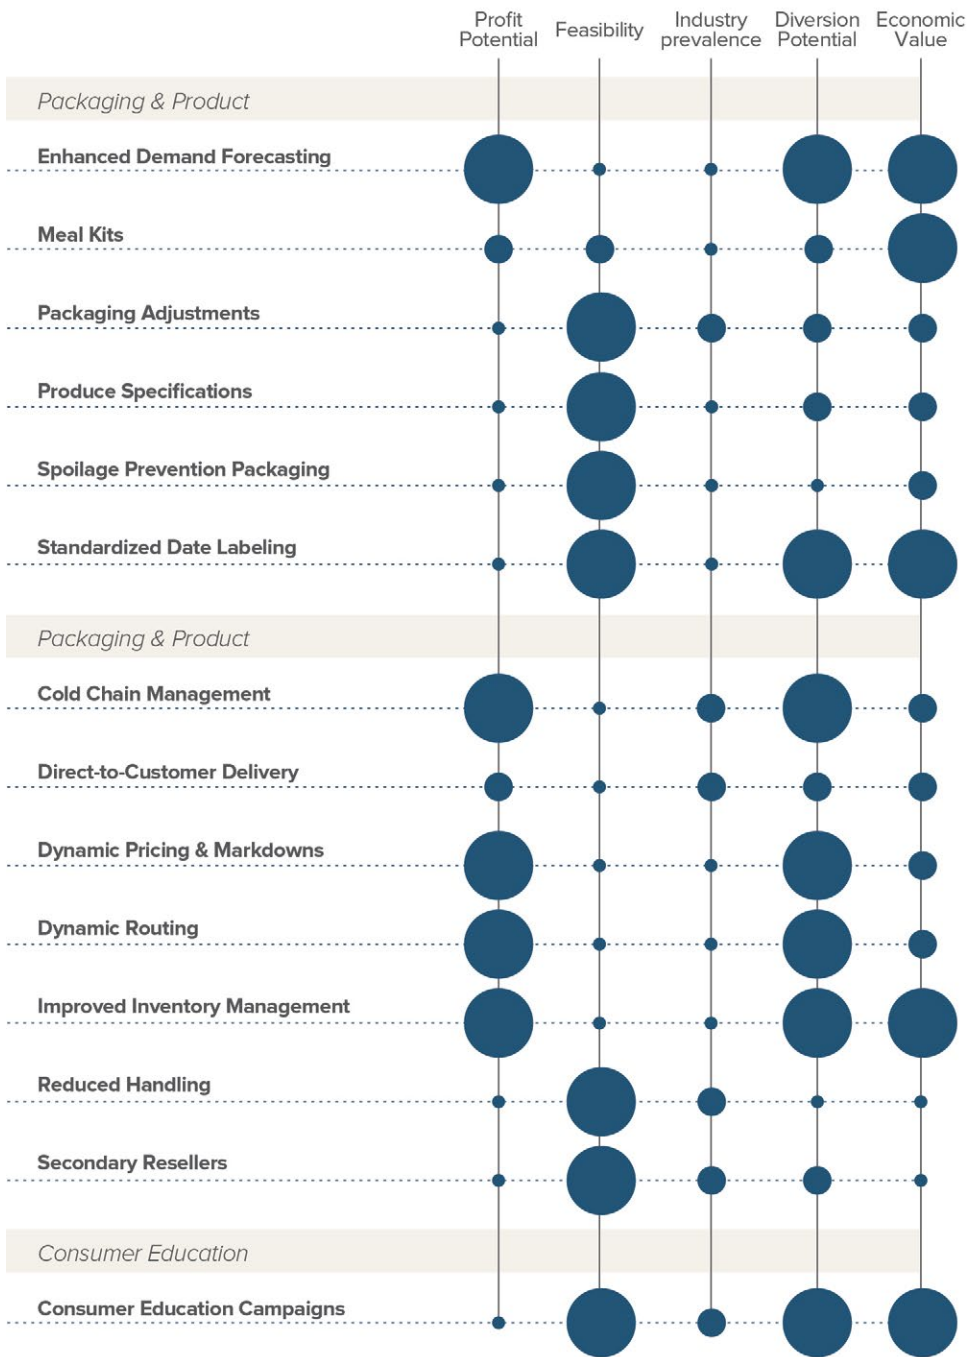 Profit
Potential
Feasibility
Industry
prevalence
Diversion
Potential
Economic
Value
Packaging & Product
Enhanced Demand Forecasting
Meal Kits
Packaging Adjustments
Produce Specifications
Spoilage Prevention Packaging
Standardized Date Labeling
Packaging & Product
Cold Chain Management
Direct-to-Customer Delivery
Dynamic Pricing & Markdowns
Dynamic Routing
Improved Inventory Management
Reduced Handling
Secondary Resellers
Consumer Education
Consumer Education Campaigns